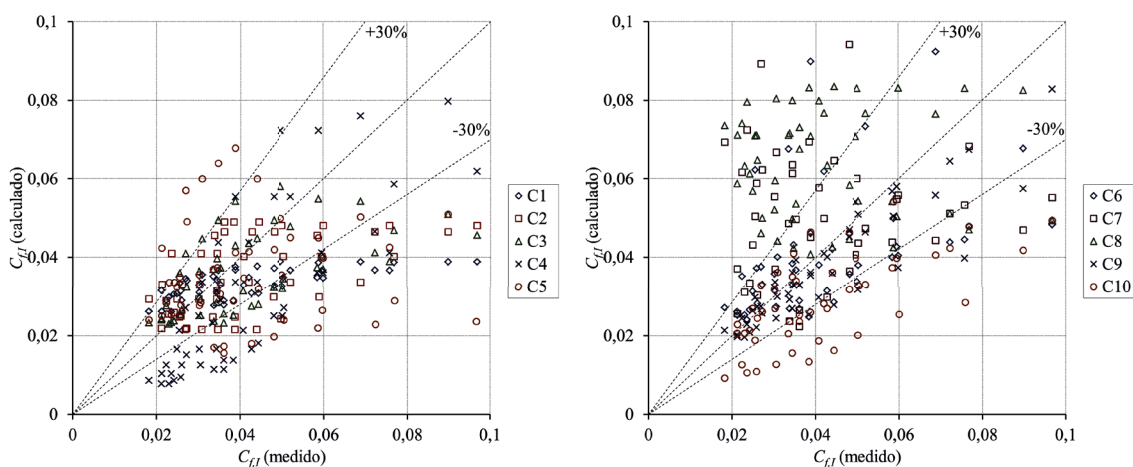 0,1
0,08
0,06
0,04
0,02
0
C_{f,I} (calculado)
+30%
-30%
0
0,02
0,04
0,06
0,08
0,1
C_{f,I} (medido)
C1
C2
C3
C4
C5
0,1
0,08
0,06
0,04
0,02
0
C_{f,I} (calculado)
+30%
-30%
0
0,02
0,04
0,06
0,08
0,1
C_{f,I} (medido)
C6
C7
C8
C9
C10